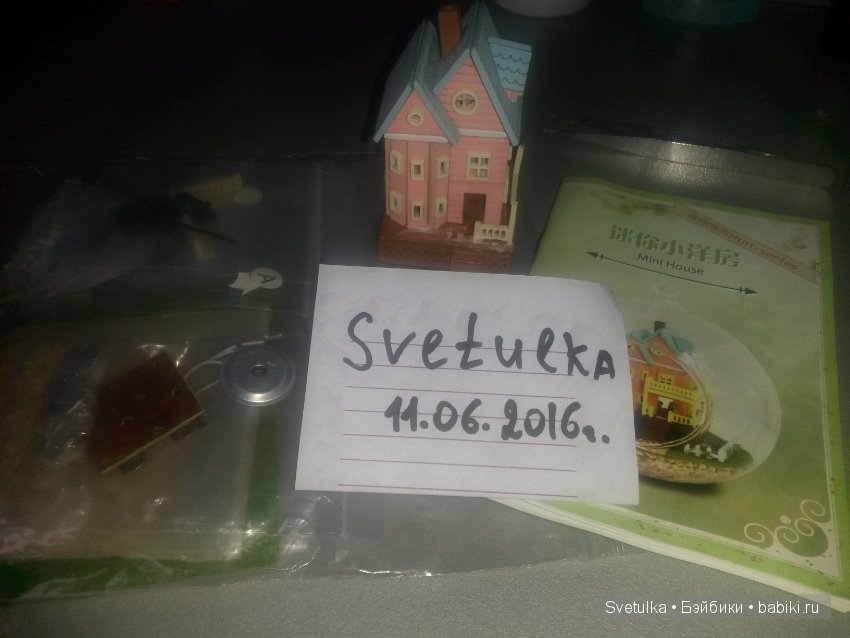 迷你小洋房
Mini House
A
Svetulka
11.06.2016г.
Svetulka • Бэйбики • babiki.ru